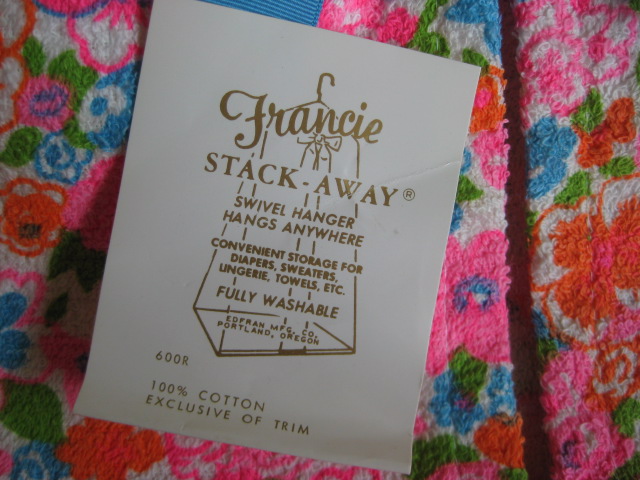 Francie
STACK-AWAY®
SWIVEL HANGER
HANGS ANYWHERE
CONVENIENT STORAGE FOR
DIAPERS, SWEATERS,
LINGERIE, TOWELS, ETC.
FULLY WASHABLE
EDFRAN MFG. CO.
PORTLAND, OREGON
600R
100% COTTON
EXCLUSIVE OF TRIM